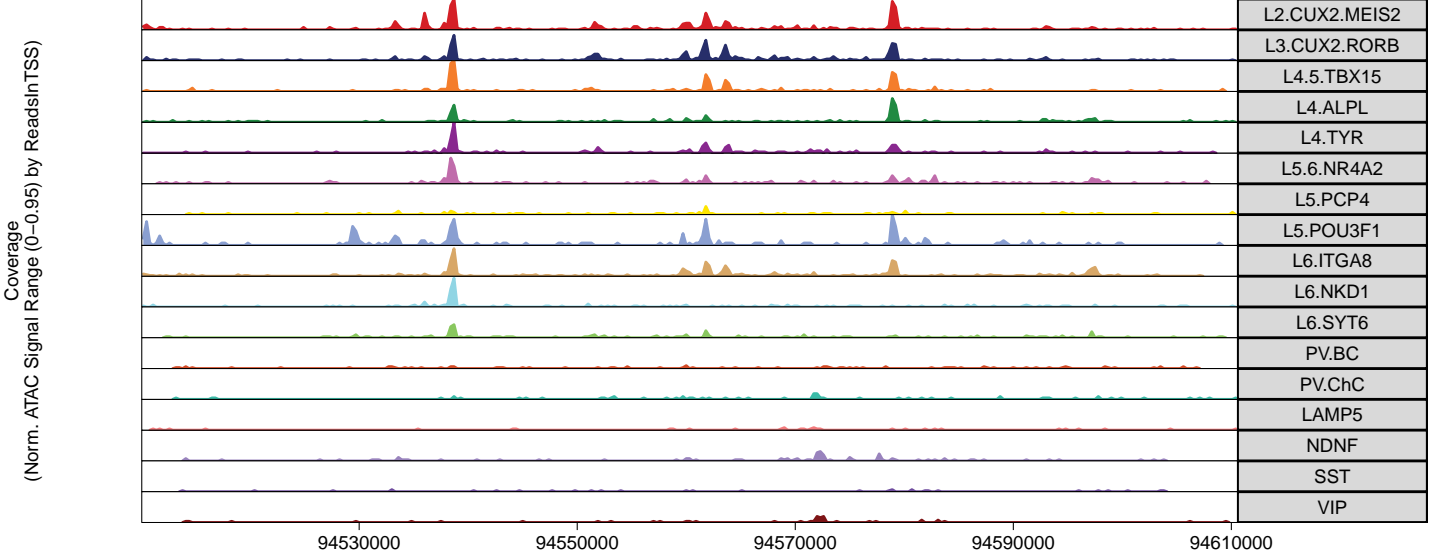 Coverage
(Norm. ATAC Signal Range (0−0.95) by ReadsInTSS)
L2.CUX2.MEIS2
L3.CUX2.RORB
L4.5.TBX15
L4.ALPL
L4.TYR
L5.6.NR4A2
L5.PCP4
L5.POU3F1
L6.ITGA8
L6.NKD1
L6.SYT6
PV.BC
PV.ChC
LAMP5
NDNF
SST
VIP
94530000 94550000 94570000 94590000 94610000